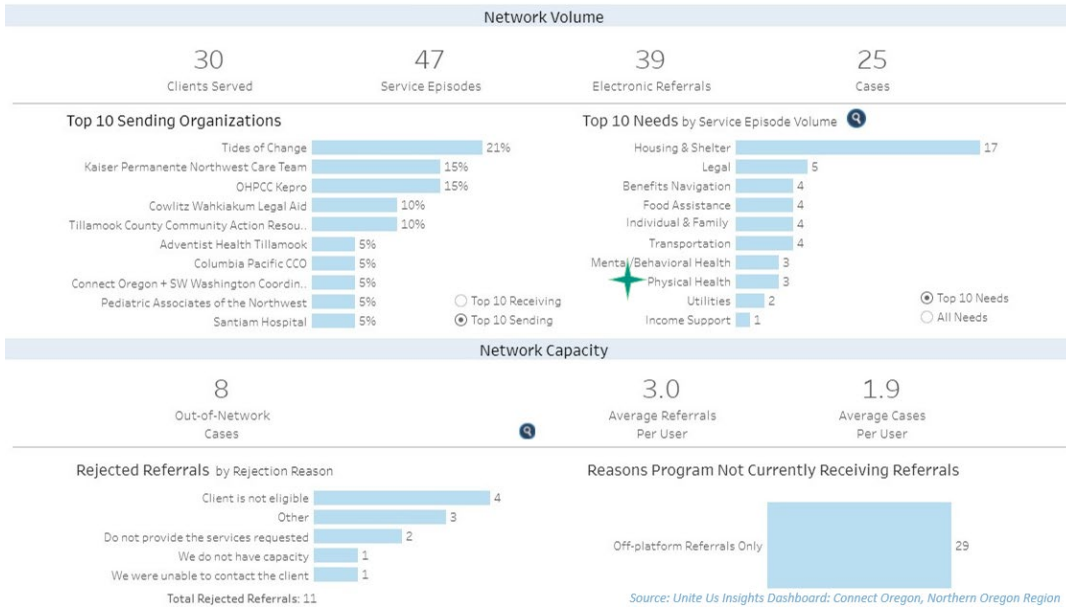 Network Volume
30
Clients Served
47
Service Episodes
39
Electronic Referrals
25
Cases
Top 10 Sending Organizations
Tides of Change 21%
Kaiser Permanente Northwest Care Team 15%
OHPCC Kepro 15%
Cowlitz Wahkiakum Legal Aid 10%
Tillamook County Community Action Resou.. 10%
Adventist Health Tillamook 5%
Columbia Pacific CCO 5%
Connect Oregon + SW Washington Coordin.. 5%
Pediatric Associates of the Northwest 5%
Santiam Hospital 5%
Top 10 Receiving
Top 10 Sending
Top 10 Needs by Service Episode Volume
Housing & Shelter 17
Legal 5
Benefits Navigation 4
Food Assistance 4
Individual & Family 4
Transportation 4
Mental/Behavioral Health 3
Physical Health 3
Utilities 2
Income Support 1
Top 10 Needs
All Needs
Network Capacity
8
Out-of-Network
Cases
3.0
Average Referrals
Per User
1.9
Average Cases
Per User
Rejected Referrals by Rejection Reason
Client is not eligible 4
Other 3
Do not provide the services requested 2
We do not have capacity 1
We were unable to contact the client 1
Total Rejected Referrals: 11
Reasons Program Not Currently Receiving Referrals
Off-platform Referrals Only 29
Source: Unite Us Insights Dashboard: Connect Oregon, Northern Oregon Region